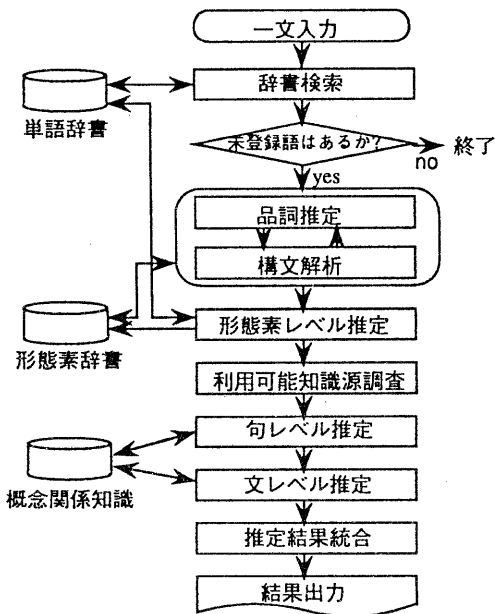 一文入力
辞書検索
単語辞書
未登録語はあるか?
no
終了
yes
品詞推定
構文解析
形態素レベル推定
形態素辞書
利用可能知識源調査
句レベル推定
概念関係知識
文レベル推定
推定結果統合
結果出力